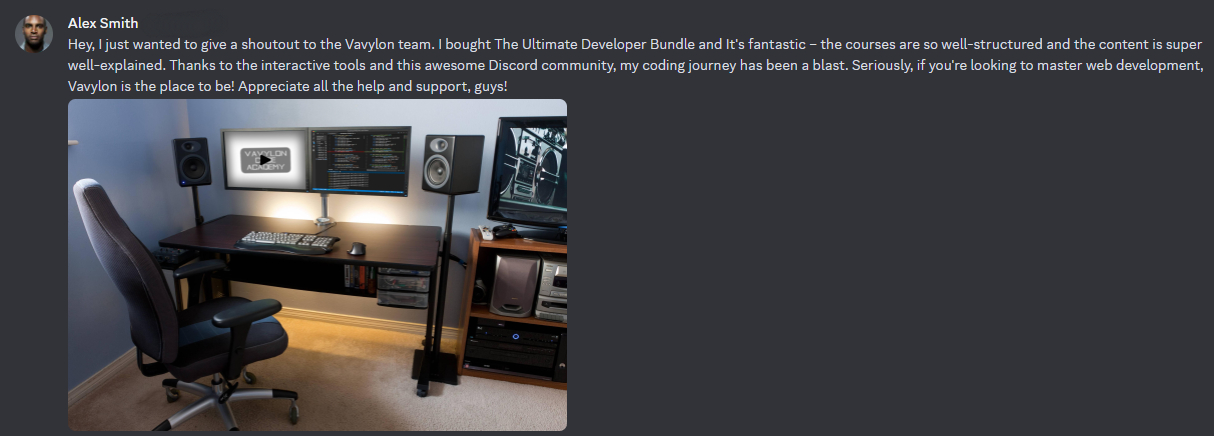 Alex Smith
Hey, I just wanted to give a shoutout to the Vavylon team. I bought The Ultimate Developer Bundle and It's fantastic – the courses are so well-structured and the content is super
well-explained. Thanks to the interactive tools and this awesome Discord community, my coding journey has been a blast. Seriously, if you're looking to master web development,
Vavylon is the place to be! Appreciate all the help and support, guys!
VAVYLON
ACADEMY